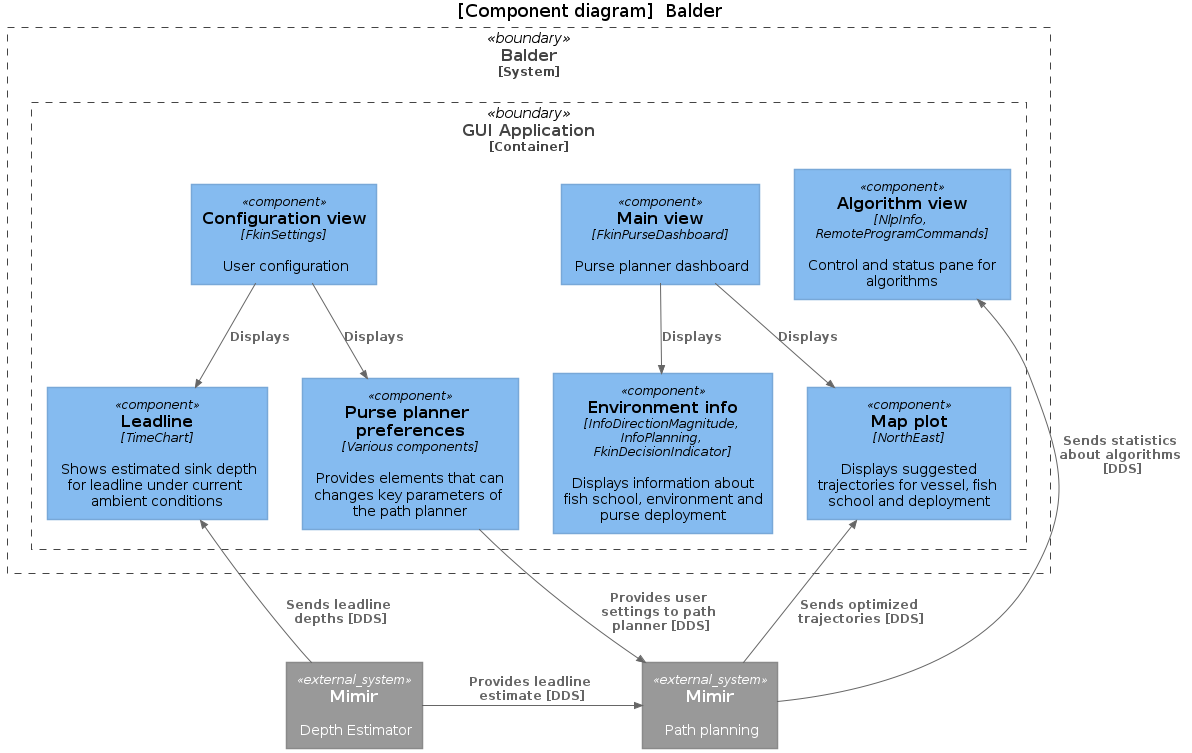 [Component diagram] Balder
«boundary»
Balder
[System]
«boundary»
GUI Application
[Container]
«component»
Configuration view
[FkinSettings]
User configuration
«component»
Main view
[FkinPurseDashboard]
Purse planner dashboard
«component»
Algorithm view
[NlpInfo,
RemoteProgramCommands]
Control and status pane for
algorithms
Displays
Displays
Displays
Displays
«component»
Leadline
[TimeChart]
Shows estimated sink depth
for leadline under current
ambient conditions
«component»
Purse planner
preferences
[Various components]
Provides elements that can
changes key parameters of
the path planner
«component»
Environment info
[InfoDirectionMagnitude,
InfoPlanning,
FkinDecisionIndicator]
Displays information about
fish school, environment and
purse deployment
«component»
Map plot
[NorthEast]
Displays suggested
trajectories for vessel, fish
school and deployment
Sends statistics
about algorithms
[DDS]
Sends leadline
depths [DDS]
Provides user
settings to path
planner [DDS]
Sends optimized
trajectories [DDS]
«external_system»
Mimir
Depth Estimator
Provides leadline
estimate [DDS]
«external_system»
Mimir
Path planning